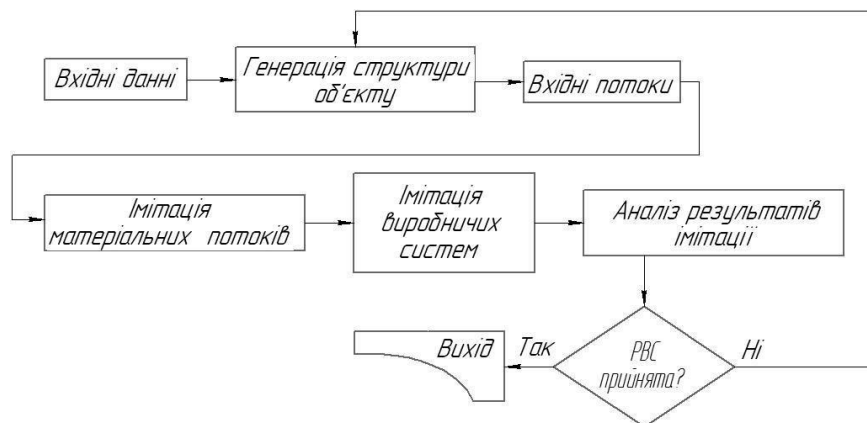 Вхідні данні
Генерація структури
об'єкту
Вхідні потоки
Імітація
матеріальних потоків
Імітація
виробничих
систем
Аналіз результатів
імітації
Вихід
Так
РВС
прийнята?
Ні